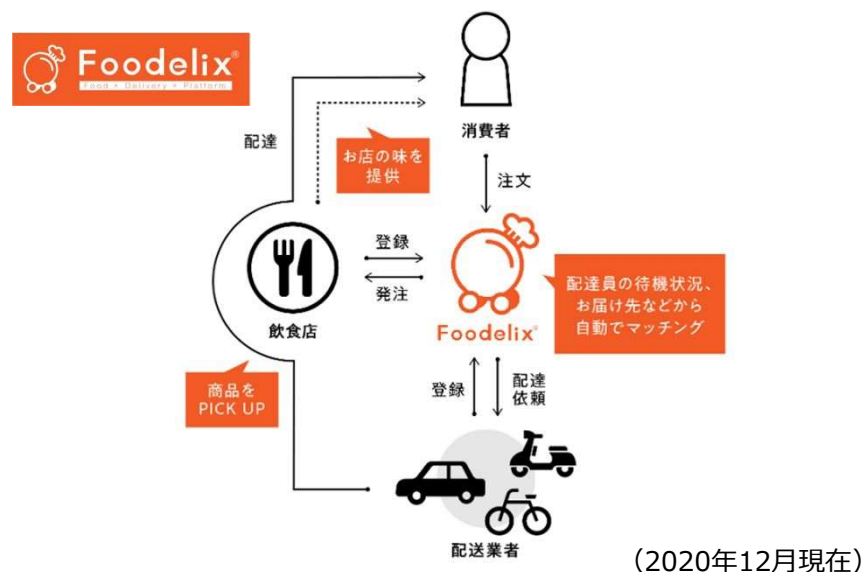 Foodelix®
Food × Delivery × Platform
消費者
配達
お店の味を
提供
注文
登録
発注
飲食店
Foodelix®
配達員の待機状況、
お届け先などから
自動でマッチング
商品を
PICK UP
登録
配達
依頼
配送業者
（2020年12月現在）